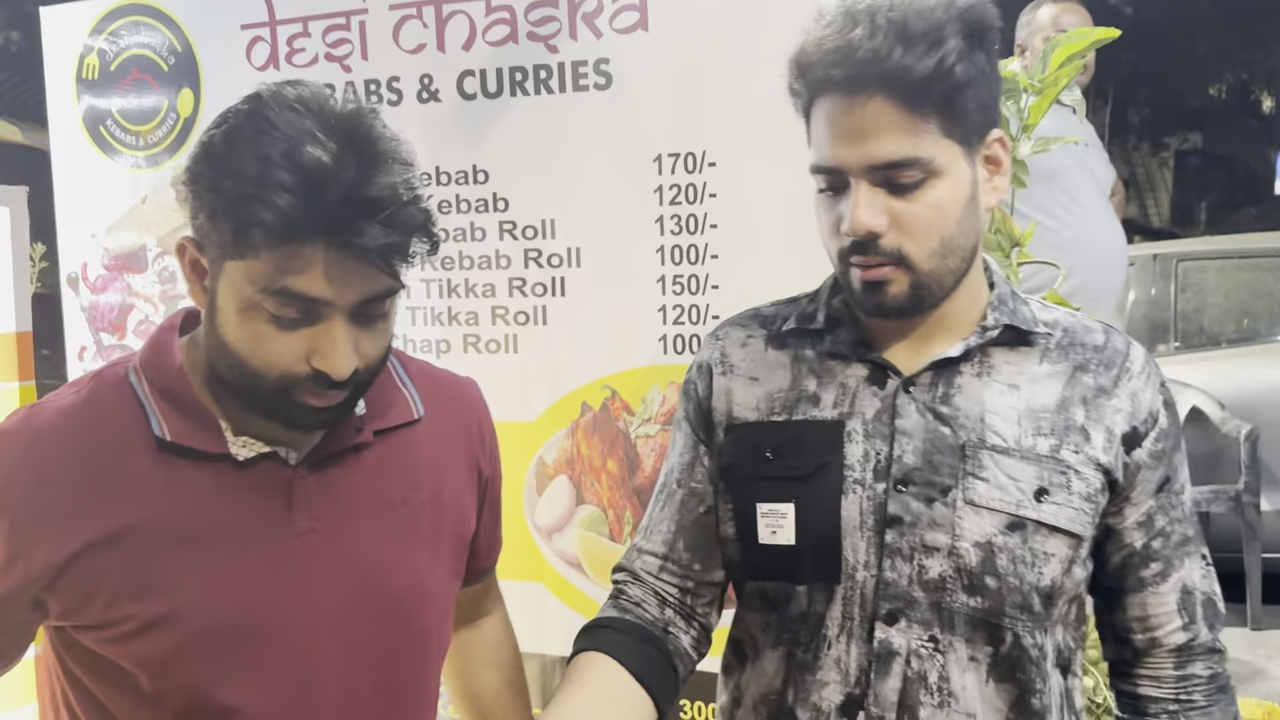 desi chaska
BABS & CURRIES
KEBABS & CURRIES
ebab 170/-
Kebab 120/-
bab Roll 130/-
Kebab Roll 100/-
Tikka Roll 150/-
Tikka Roll 120/-
Chap Roll 100
300